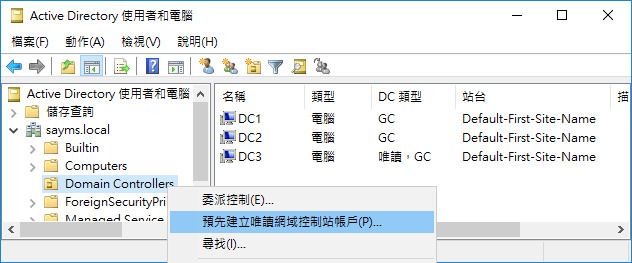 Active Directory 使用者和電腦
檔案(F) 動作(A) 檢視(V) 說明(H)
Active Directory 使用者和電腦
儲存查詢
sayms.local
Builtin
Computers
Domain Controllers
ForeignSecurityPri
Managed Service
名稱 類型 DC 類型 站台 描
DC1 電腦 GC Default-First-Site-Name
DC2 電腦 GC Default-First-Site-Name
DC3 電腦 唯讀，GC Default-First-Site-Name
委派控制(E)...
預先建立唯讀網域控制站帳戶(P)...
尋找(I)...